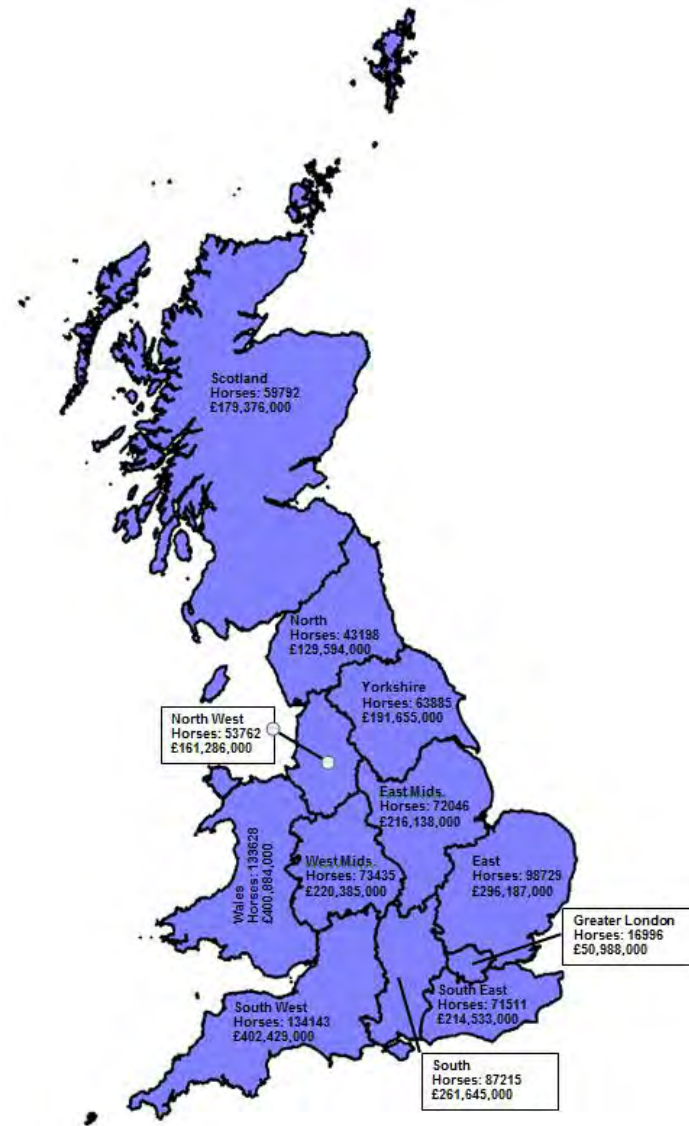 Scotland
Horses: 59792
£179,376,000
North
Horses: 43198
£129,594,000
Yorkshire
Horses: 63885
£191,655,000
North West
Horses: 53762
£161,286,000
East Mids.
Horses: 72046
£216,138,000
Wales
Horses: 133628
£400,884,000
West Mids.
Horses: 73435
£220,385,000
East
Horses: 98729
£296,187,000
Greater London
Horses: 16996
£50,988,000
South East
Horses: 71511
£214,533,000
South West
Horses: 134143
£402,429,000
South
Horses: 87215
£261,645,000